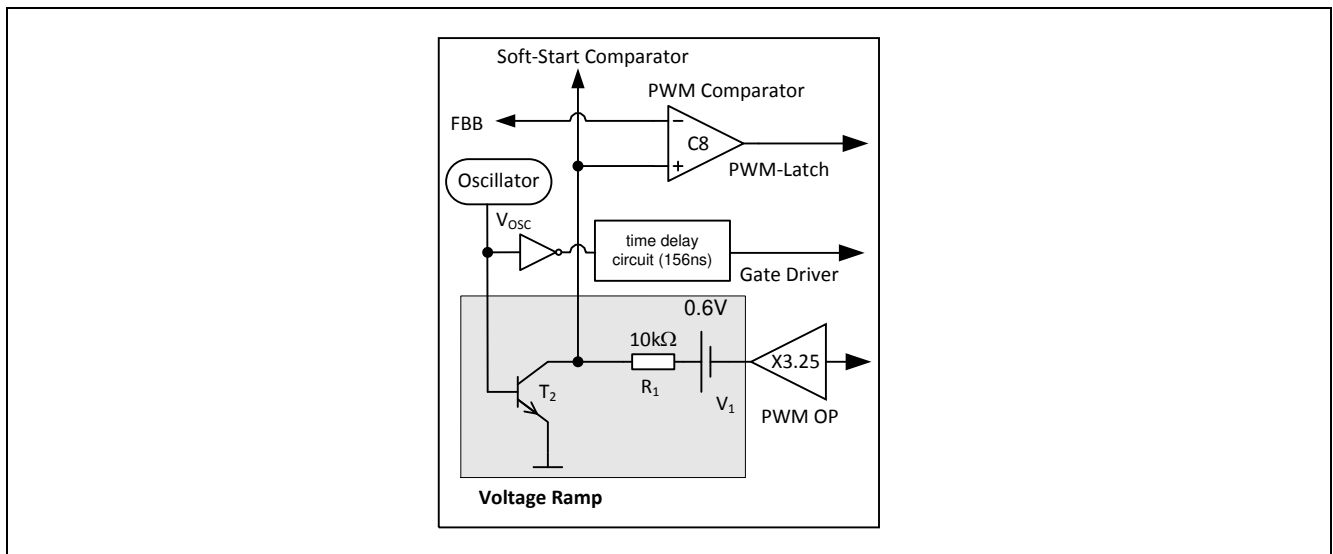 Soft-Start Comparator
PWM Comparator
FBB
−
C8
+
PWM-Latch
Oscillator
VOSC
time delay
circuit (156ns)
Gate Driver
0.6V
10kΩ
X3.25
T2
R1
V1
PWM OP
Voltage Ramp